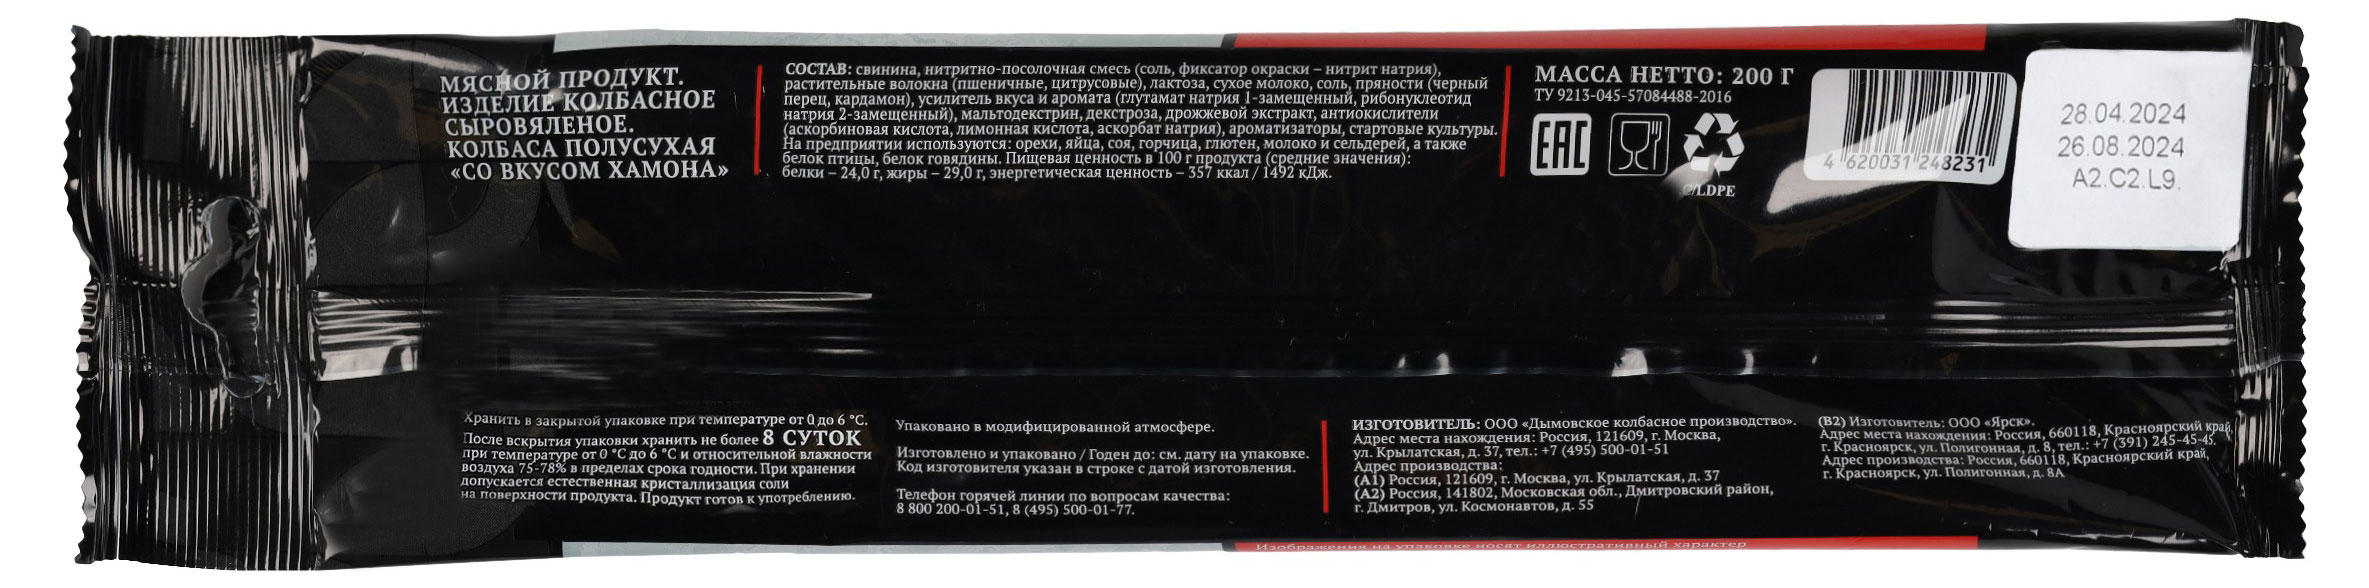 МЯСНОЙ ПРОДУКТ.
ИЗДЕЛИЕ КОЛБАСНОЕ
СЫРОВЯЛЕНОЕ.
КОЛБАСА ПОЛУСУХАЯ
«СО ВКУСОМ ХАМОНА»
СОСТАВ: свинина, нитритно-посолочная смесь (соль, фиксатор окраски – нитрит натрия),
растительные волокна (пшеничные, цитрусовые), лактоза, сухое молоко, соль, пряности (черный
перец, кардамон), усилитель вкуса и аромата (глутамат натрия 1-замещенный, рибонуклеотид
натрия 2-замещенный), мальтодекстрин, декстроза, дрожжевой экстракт, антиокислители
(аскорбиновая кислота, лимонная кислота, аскорбат натрия), ароматизаторы, стартовые культуры.
На предприятии используются: орехи, яйца, соя, горчица, глютен, молоко и сельдерей, а также
белок птицы, белок говядины. Пищевая ценность в 100 г продукта (средние значения):
белки – 24,0 г, жиры – 29,0 г, энергетическая ценность – 357 ккал / 1492 кДж.
МАССА НЕТТО: 200 Г
ТУ 9213-045-57084488-2016
EAC
C/LDPE
4 620031 248231
28.04.2024
26.08.2024
A2.C2.L9.
Хранить в закрытой упаковке при температуре от 0 до 6 °С.
После вскрытия упаковки хранить не более 8 СУТОК
при температуре от 0 °С до 6 °С и относительной влажности
воздуха 75-78% в пределах срока годности. При хранении
допускается естественная кристаллизация соли
на поверхности продукта. Продукт готов к употреблению.
Упаковано в модифицированной атмосфере.
Изготовлено и упаковано / Годен до: см. дату на упаковке.
Код изготовителя указан в строке с датой изготовления.
Телефон горячей линии по вопросам качества:
8 800 200-01-51, 8 (495) 500-01-77.
ИЗГОТОВИТЕЛЬ: ООО «Дымовское колбасное производство».
Адрес места нахождения: Россия, 121609, г. Москва,
ул. Крылатская, д. 37, тел.: +7 (495) 500-01-51
Адрес производства:
(А1) Россия, 121609, г. Москва, ул. Крылатская, д. 37
(А2) Россия, 141802, Московская обл., Дмитровский район,
г. Дмитров, ул. Космонавтов, д. 55
(В2) Изготовитель: ООО «Ярск».
Адрес места нахождения: Россия, 660118, Красноярский край,
г. Красноярск, ул. Полигонная, д. 8, тел.: +7 (391) 245-45-45.
Адрес производства: Россия, 660118, Красноярский край,
г. Красноярск, ул. Полигонная, д. 8А
Изображения на упаковке носят иллюстративный характер